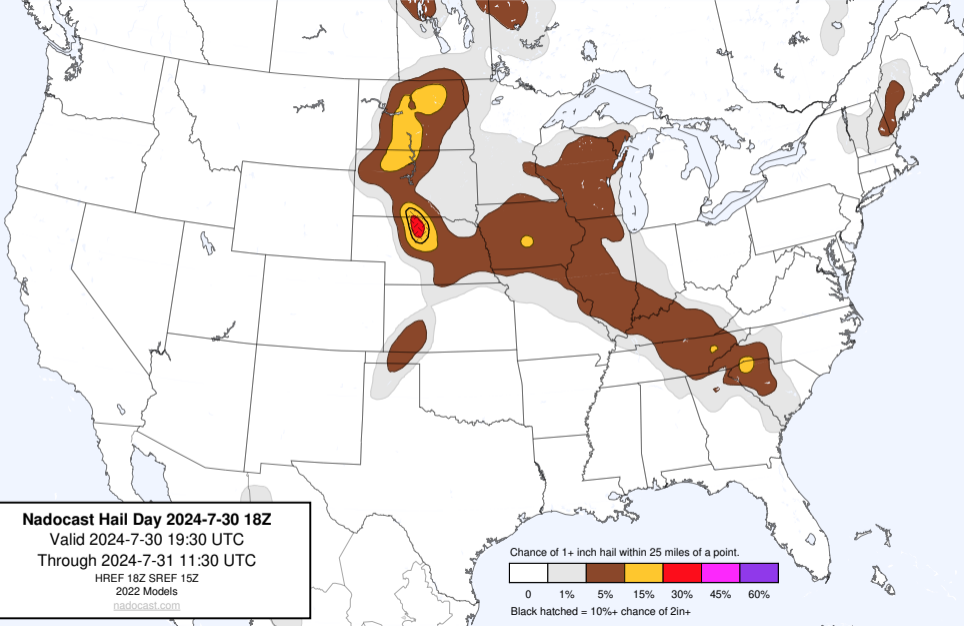 Nadocast Hail Day 2024-7-30 18Z
Valid 2024-7-30 19:30 UTC
Through 2024-7-31 11:30 UTC
HREF 18Z SREF 15Z
2022 Models
nadocast.com
Chance of 1+ inch hail within 25 miles of a point.
0 1% 5% 15% 30% 45% 60%
Black hatched = 10%+ chance of 2in+